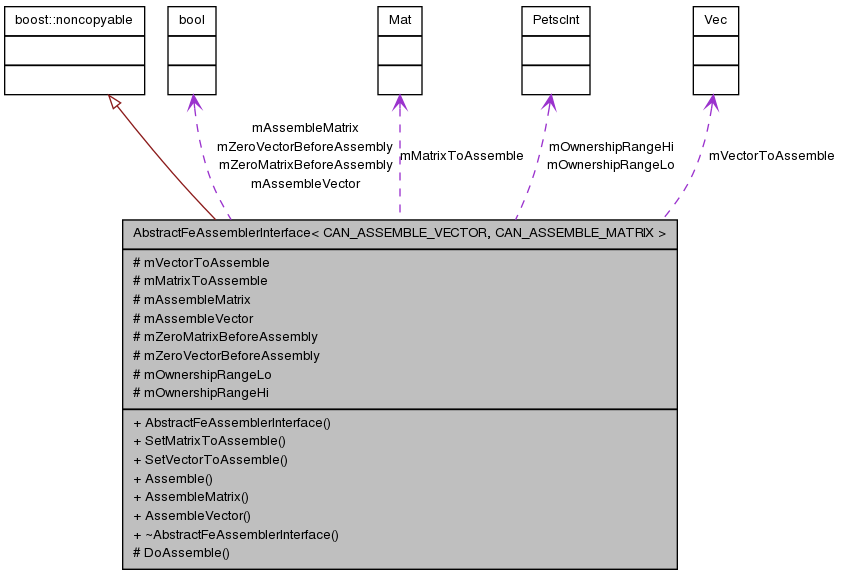 boost::noncopyable
bool
Mat
PetscInt
Vec
mAssembleMatrix
mZeroVectorBeforeAssembly
mZeroMatrixBeforeAssembly
mAssembleVector
mMatrixToAssemble
mOwnershipRangeHi
mOwnershipRangeLo
mVectorToAssemble
AbstractFeAssemblerInterface< CAN_ASSEMBLE_VECTOR, CAN_ASSEMBLE_MATRIX >
# mVectorToAssemble
# mMatrixToAssemble
# mAssembleMatrix
# mAssembleVector
# mZeroMatrixBeforeAssembly
# mZeroVectorBeforeAssembly
# mOwnershipRangeLo
# mOwnershipRangeHi
+ AbstractFeAssemblerInterface()
+ SetMatrixToAssemble()
+ SetVectorToAssemble()
+ Assemble()
+ AssembleMatrix()
+ AssembleVector()
+ ~AbstractFeAssemblerInterface()
# DoAssemble()